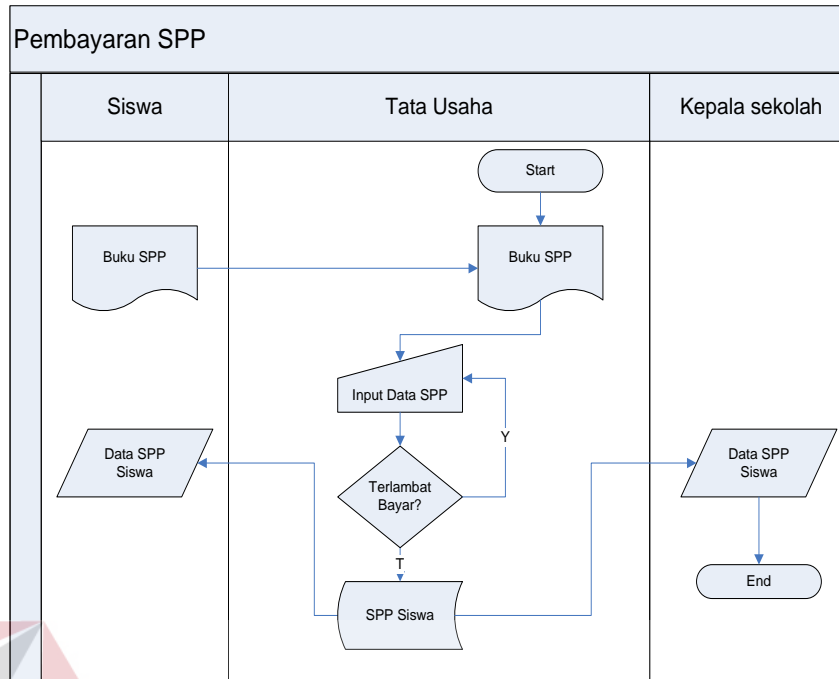 Pembayaran SPP
Siswa
Tata Usaha
Kepala sekolah
Start
Buku SPP
Buku SPP
Input Data SPP
Y
Data SPP
Siswa
Terlambat
Bayar?
Data SPP
Siswa
T
SPP Siswa
End